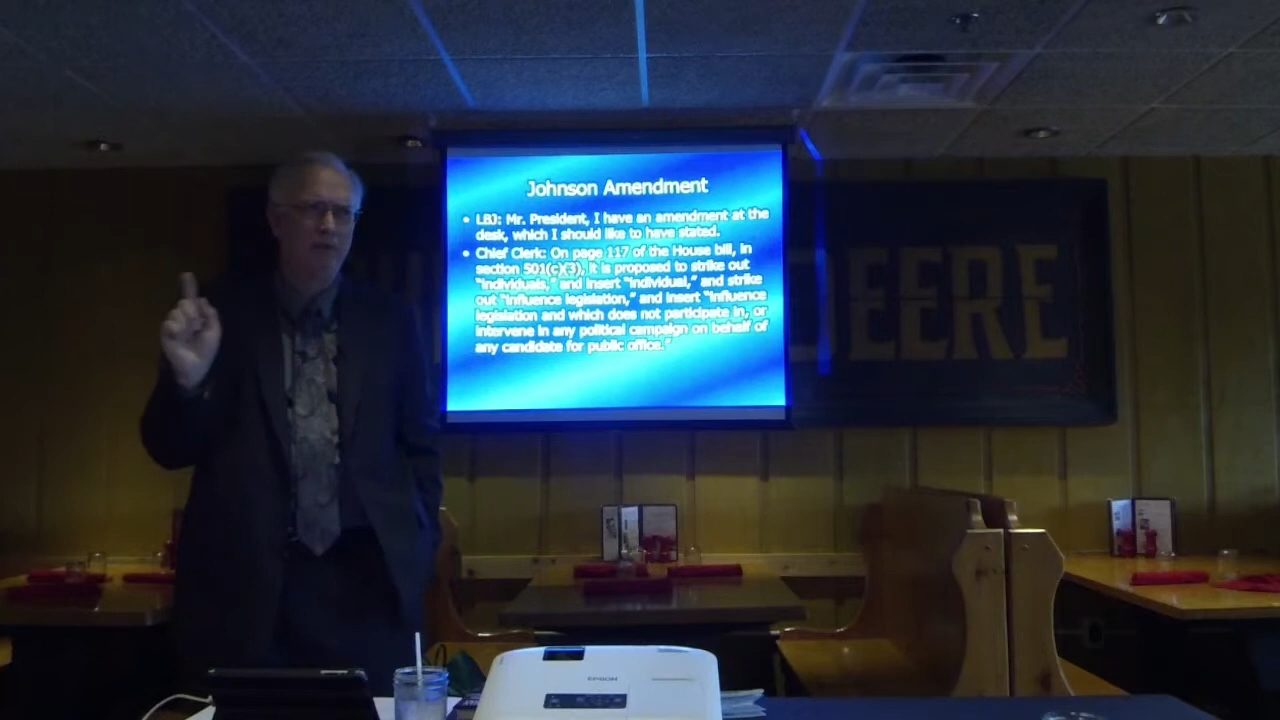 Johnson Amendment
• LBJ: Mr. President, I have an amendment at the
desk, which I should like to have stated.
• Chief Clerk: On page 117 of the House bill, in
section 501(c)(3), it is proposed to strike out
“individuals,” and insert “individual,” and strike
out “influence legislation,” and insert “influence
legislation and which does not participate in, or
intervene in any political campaign on behalf of
any candidate for public office.”
DEERE
EPSON